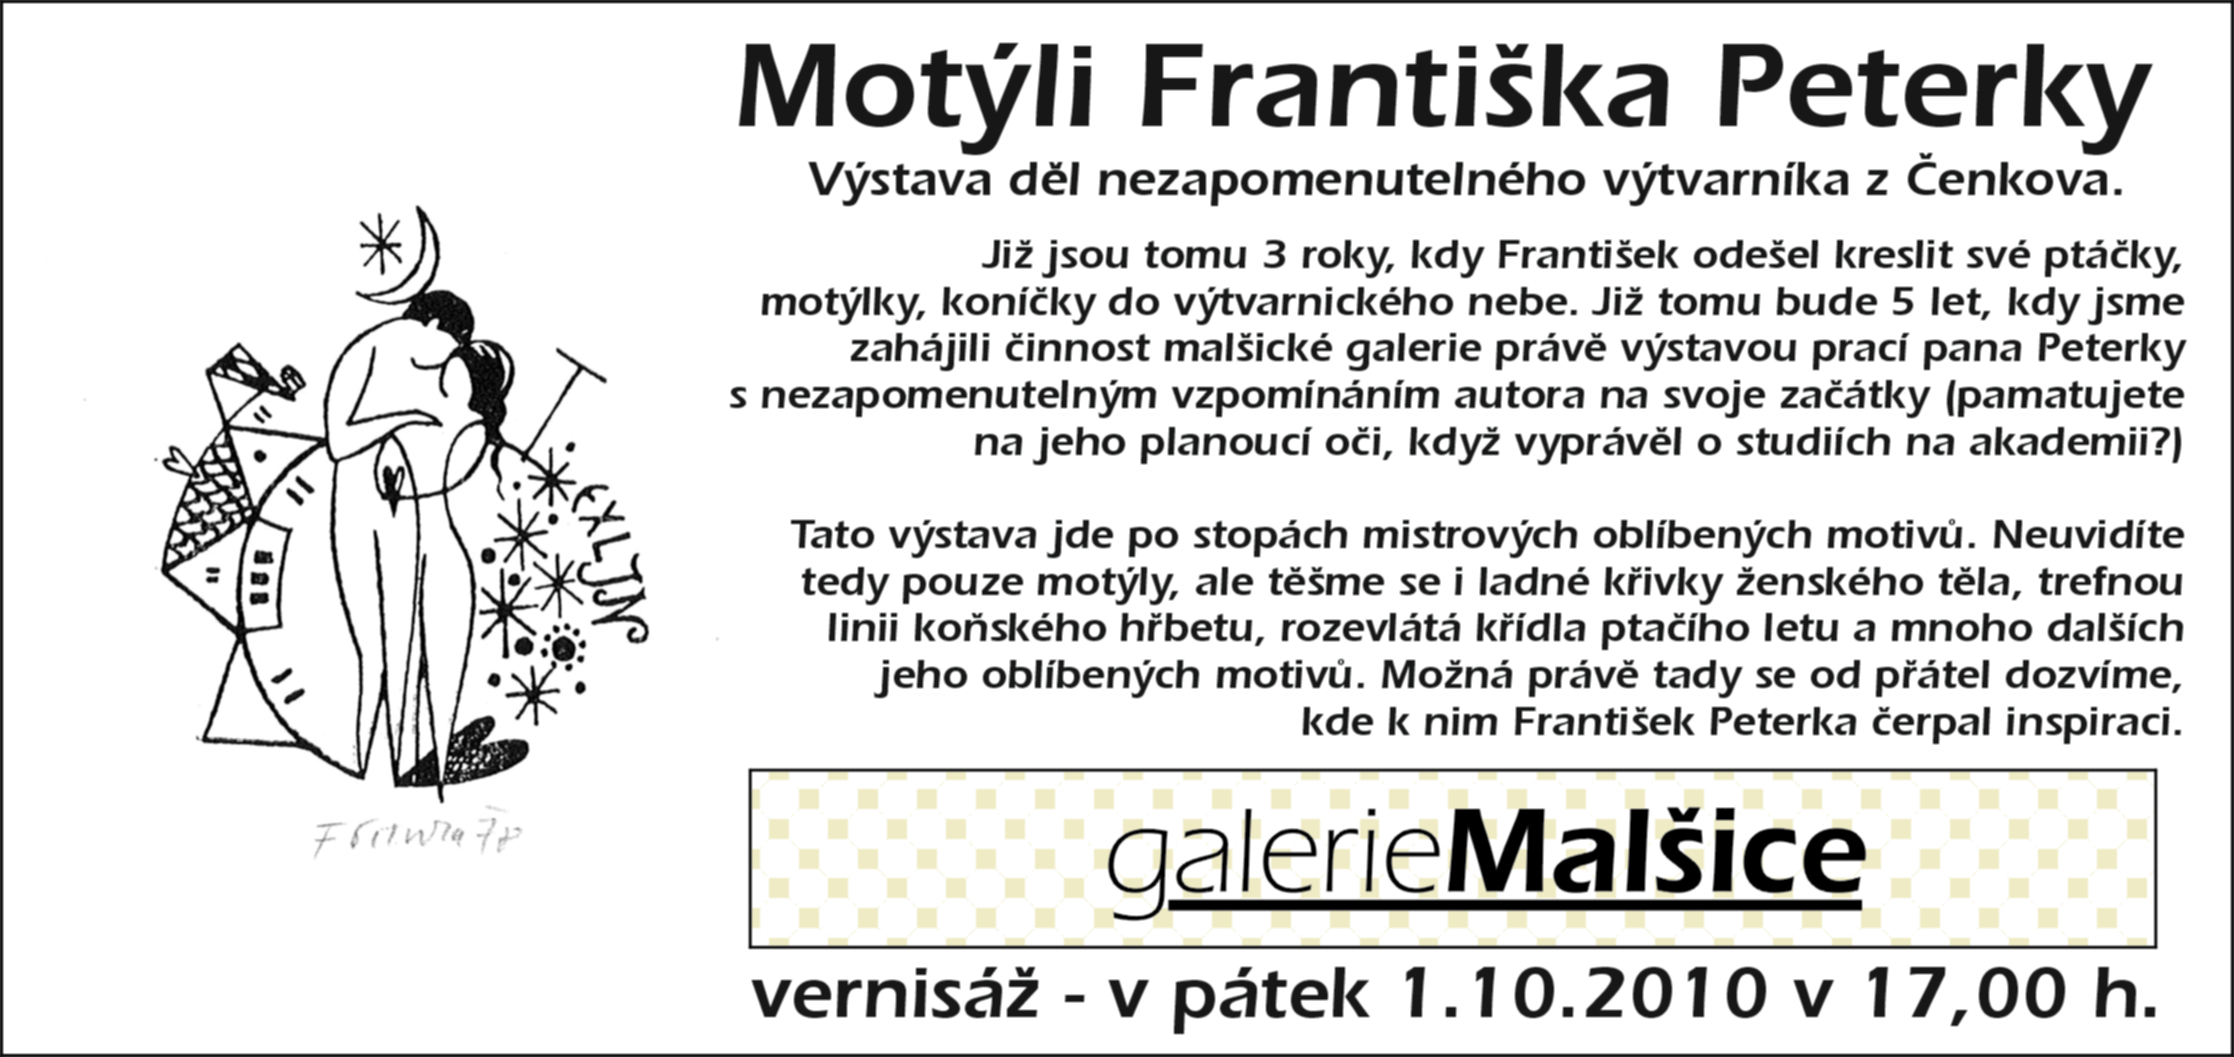 Motýli Františka Peterky
Výstava děl nezapomenutelného výtvarníka z Čenkova.
Již jsou tomu 3 roky, kdy František odešel kreslit své ptáčky,
motýlky, koníčky do výtvarnického nebe. Již tomu bude 5 let, kdy jsme
zahájili činnost malšické galerie právě výstavou prací pana Peterky
s nezapomenutelným vzpomínáním autora na svoje začátky (pamatujete
na jeho planoucí oči, když vyprávěl o studiích na akademii?)
Tato výstava jde po stopách mistrových oblíbených motivů. Neuvidíte
tedy pouze motýly, ale těšme se i ladné křivky ženského těla, trefnou
linii koňského hřbetu, rozevlátá křídla ptačího letu a mnoho dalších
jeho oblíbených motivů. Možná právě tady se od přátel dozvíme,
kde k nim František Peterka čerpal inspiraci.
galerieMalšice
vernisáž - v pátek 1.10.2010 v 17,00 h.